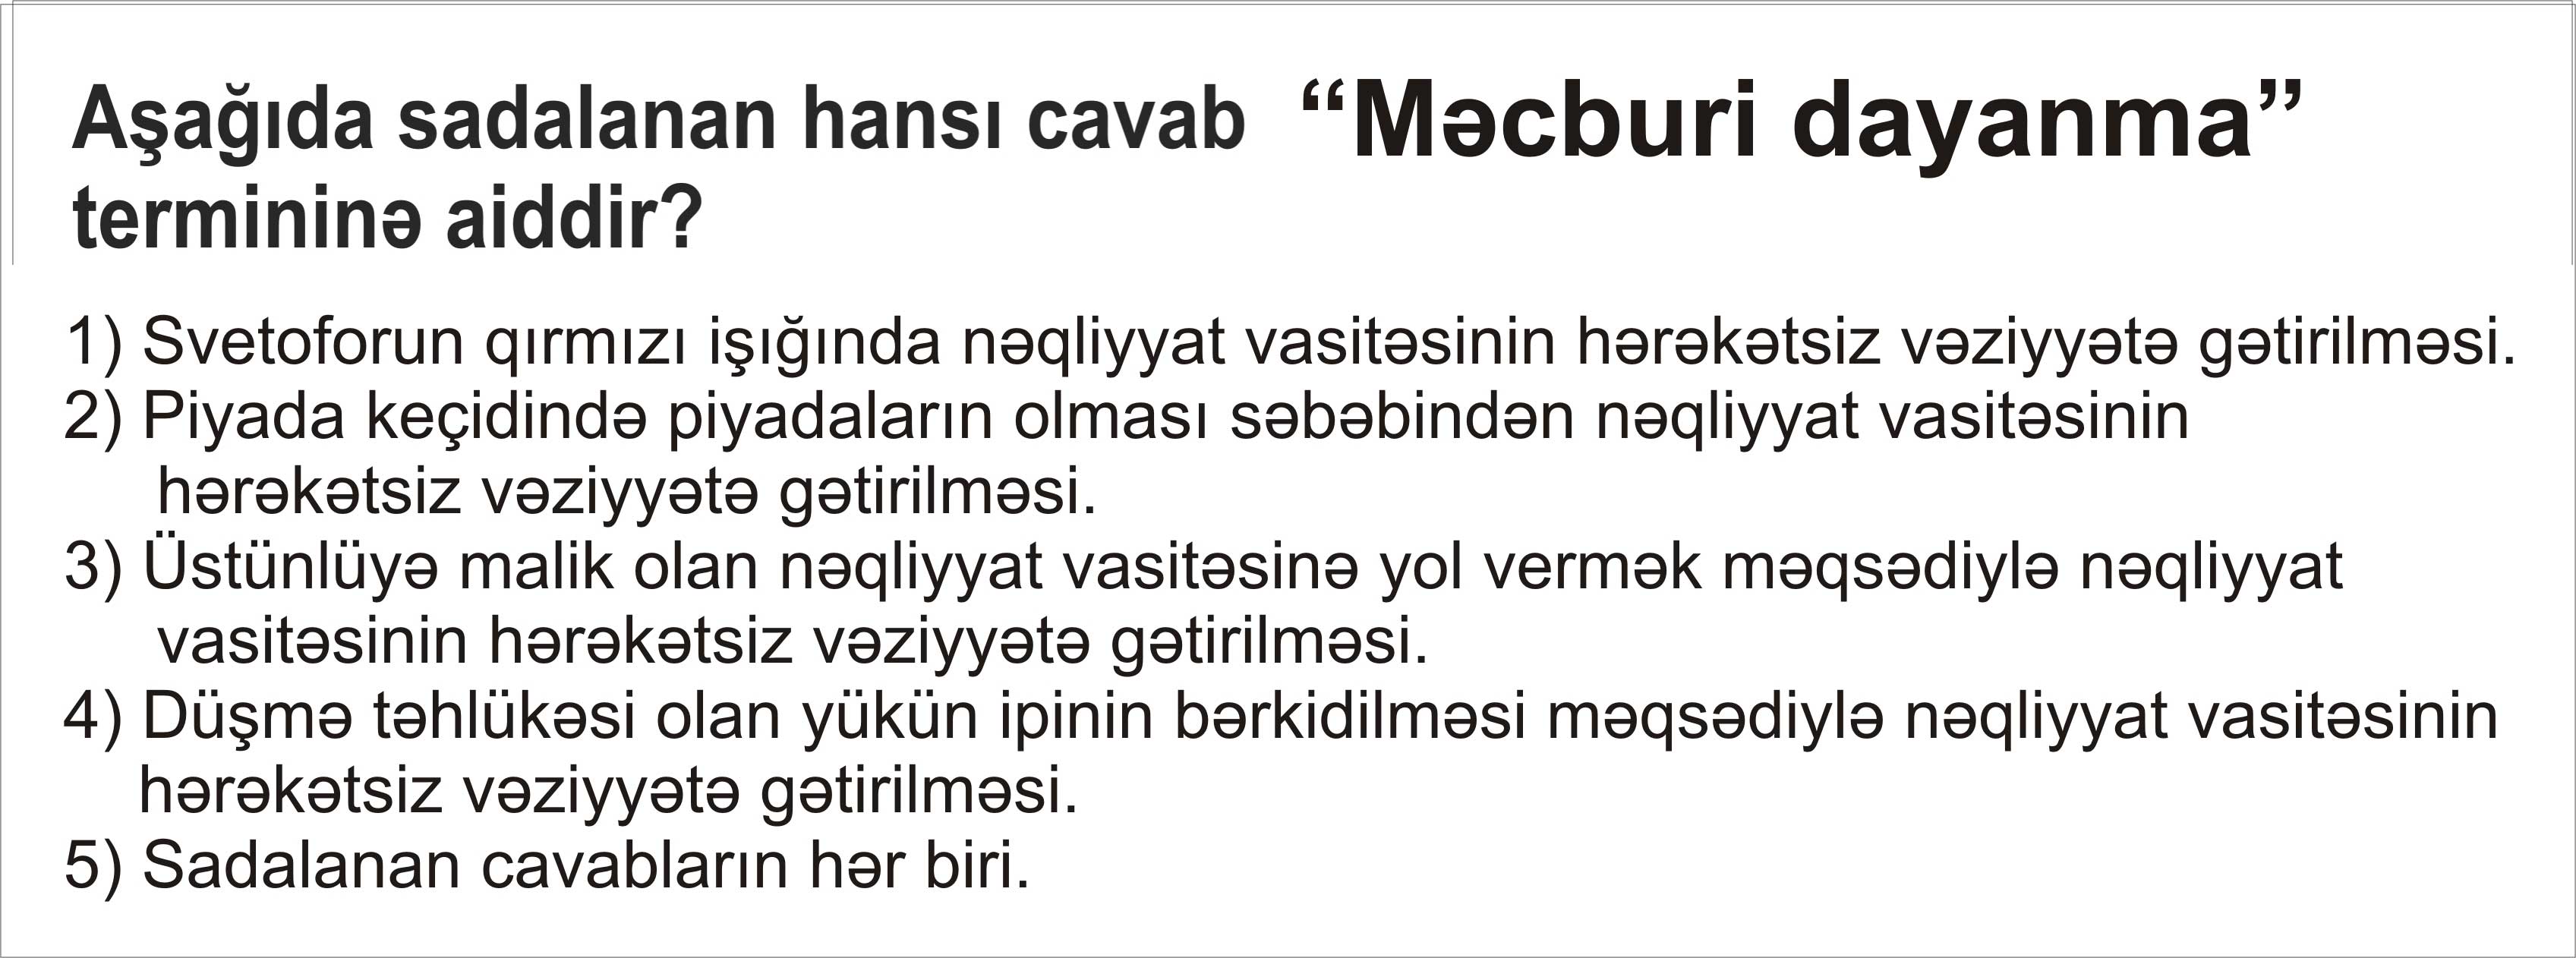 Aşağıda sadalanan hansı cavab “Məcburi dayanma”
termininə aiddir?
1) Svetoforun qırmızı işığında nəqliyyat vasitəsinin hərəkətsiz vəziyyətə gətirilməsi.
2) Piyada keçidində piyadaların olması səbəbindən nəqliyyat vasitəsinin
hərəkətsiz vəziyyətə gətirilməsi.
3) Üstünlüyə malik olan nəqliyyat vasitəsinə yol vermək məqsədiylə nəqliyyat
vasitəsinin hərəkətsiz vəziyyətə gətirilməsi.
4) Düşmə təhlükəsi olan yükün ipinin bərkidilməsi məqsədiylə nəqliyyat vasitəsinin
hərəkətsiz vəziyyətə gətirilməsi.
5) Sadalanan cavabların hər biri.